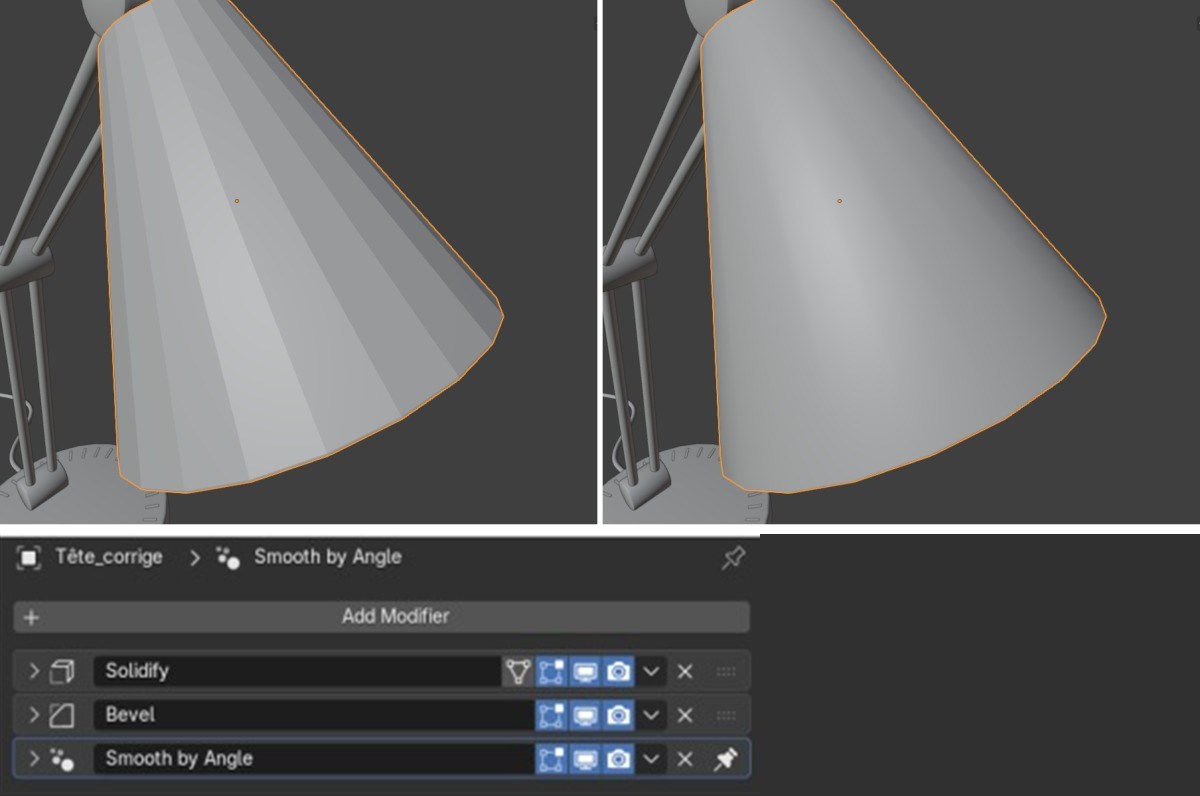 Tête_corrige > Smooth by Angle
+ Add Modifier
Solidify
Bevel
Smooth by Angle